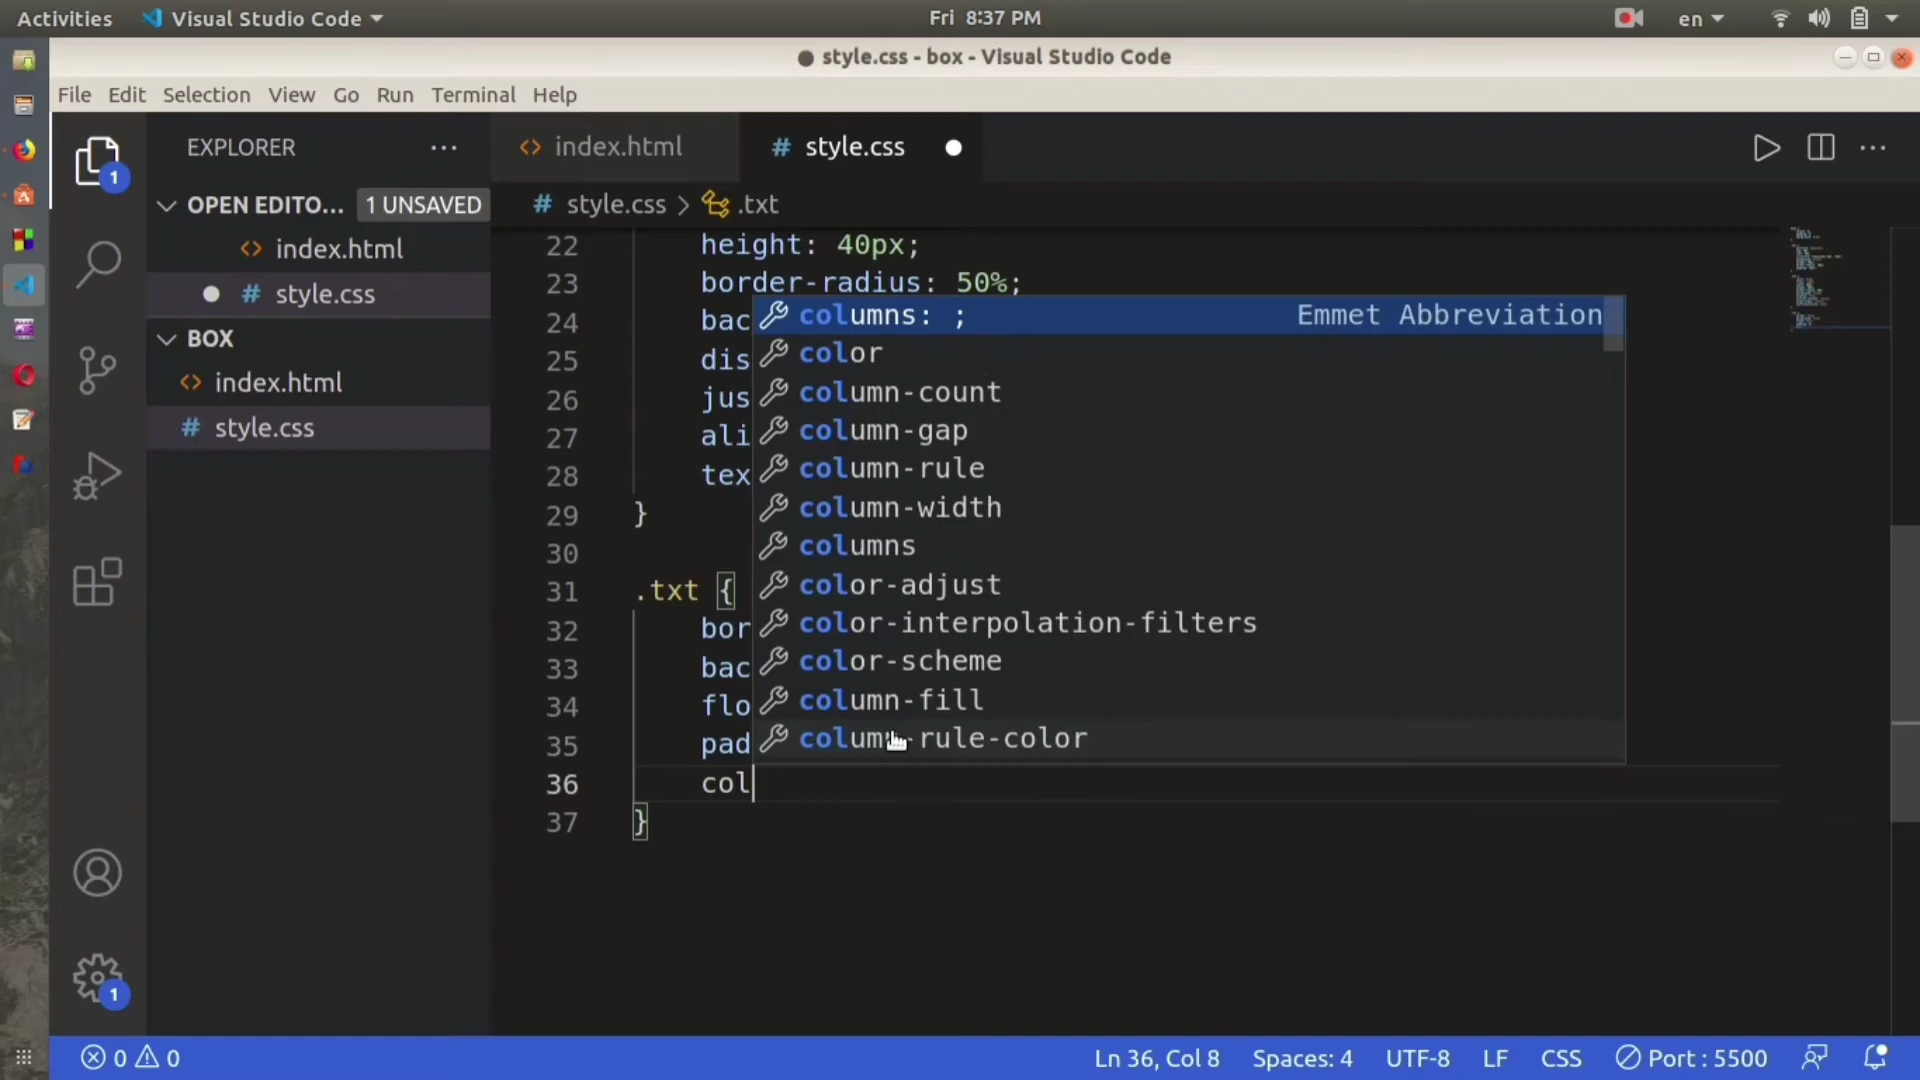 Activities Visual Studio Code Fri 8:37 PM en
style.css - box - Visual Studio Code
File Edit Selection View Go Run Terminal Help
EXPLORER ... index.html # style.css ...
1
OPEN EDITO... 1 UNSAVED # style.css > .txt
<> index.html
# style.css
BOX
<> index.html
# style.css
22 height: 40px;
23 border-radius: 50%;
24 bac
25 dis
26 jus
27 ali
28 tex
29 }
30
31 .txt {
32 bor
33 bac
34 flo
35 pad
36 col
37 }
columns: ; Emmet Abbreviation
color
column-count
column-gap
column-rule
column-width
columns
color-adjust
color-interpolation-filters
color-scheme
column-fill
column-rule-color
1
0 0 Ln 36, Col 8 Spaces: 4 UTF-8 LF CSS Port : 5500